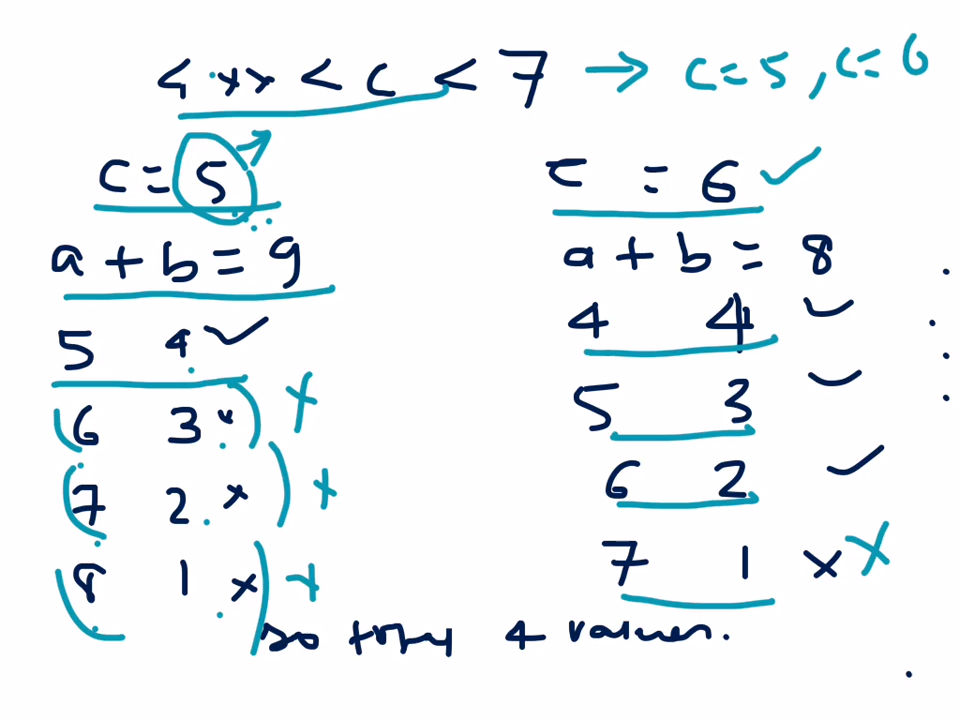 4.xx < c < 7 → c=5, c=6
c = 5
c = 6 ✓
a + b = 9
a + b = 8
5 4 ✓
4 4 ✓
(6 3 x) x
5 3 ✓
(7 2 x) x
6 2 ✓
(8 1 x) x
7 1 x x
so 4 values.